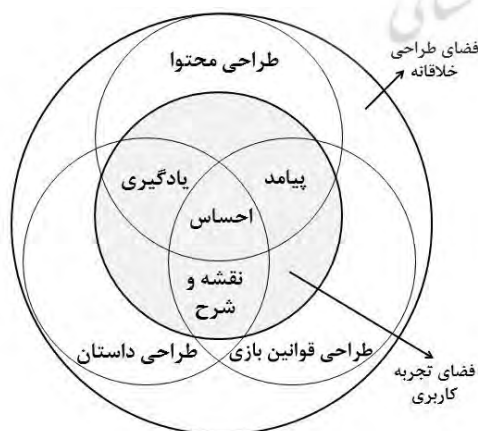 فضای طراحی
خلاقانه
طراحی محتوا
یادگیری
پیامد
احساس
نقشه و
شرح
طراحی داستان
طراحی قوانین بازی
فضای تجربه
کاربری